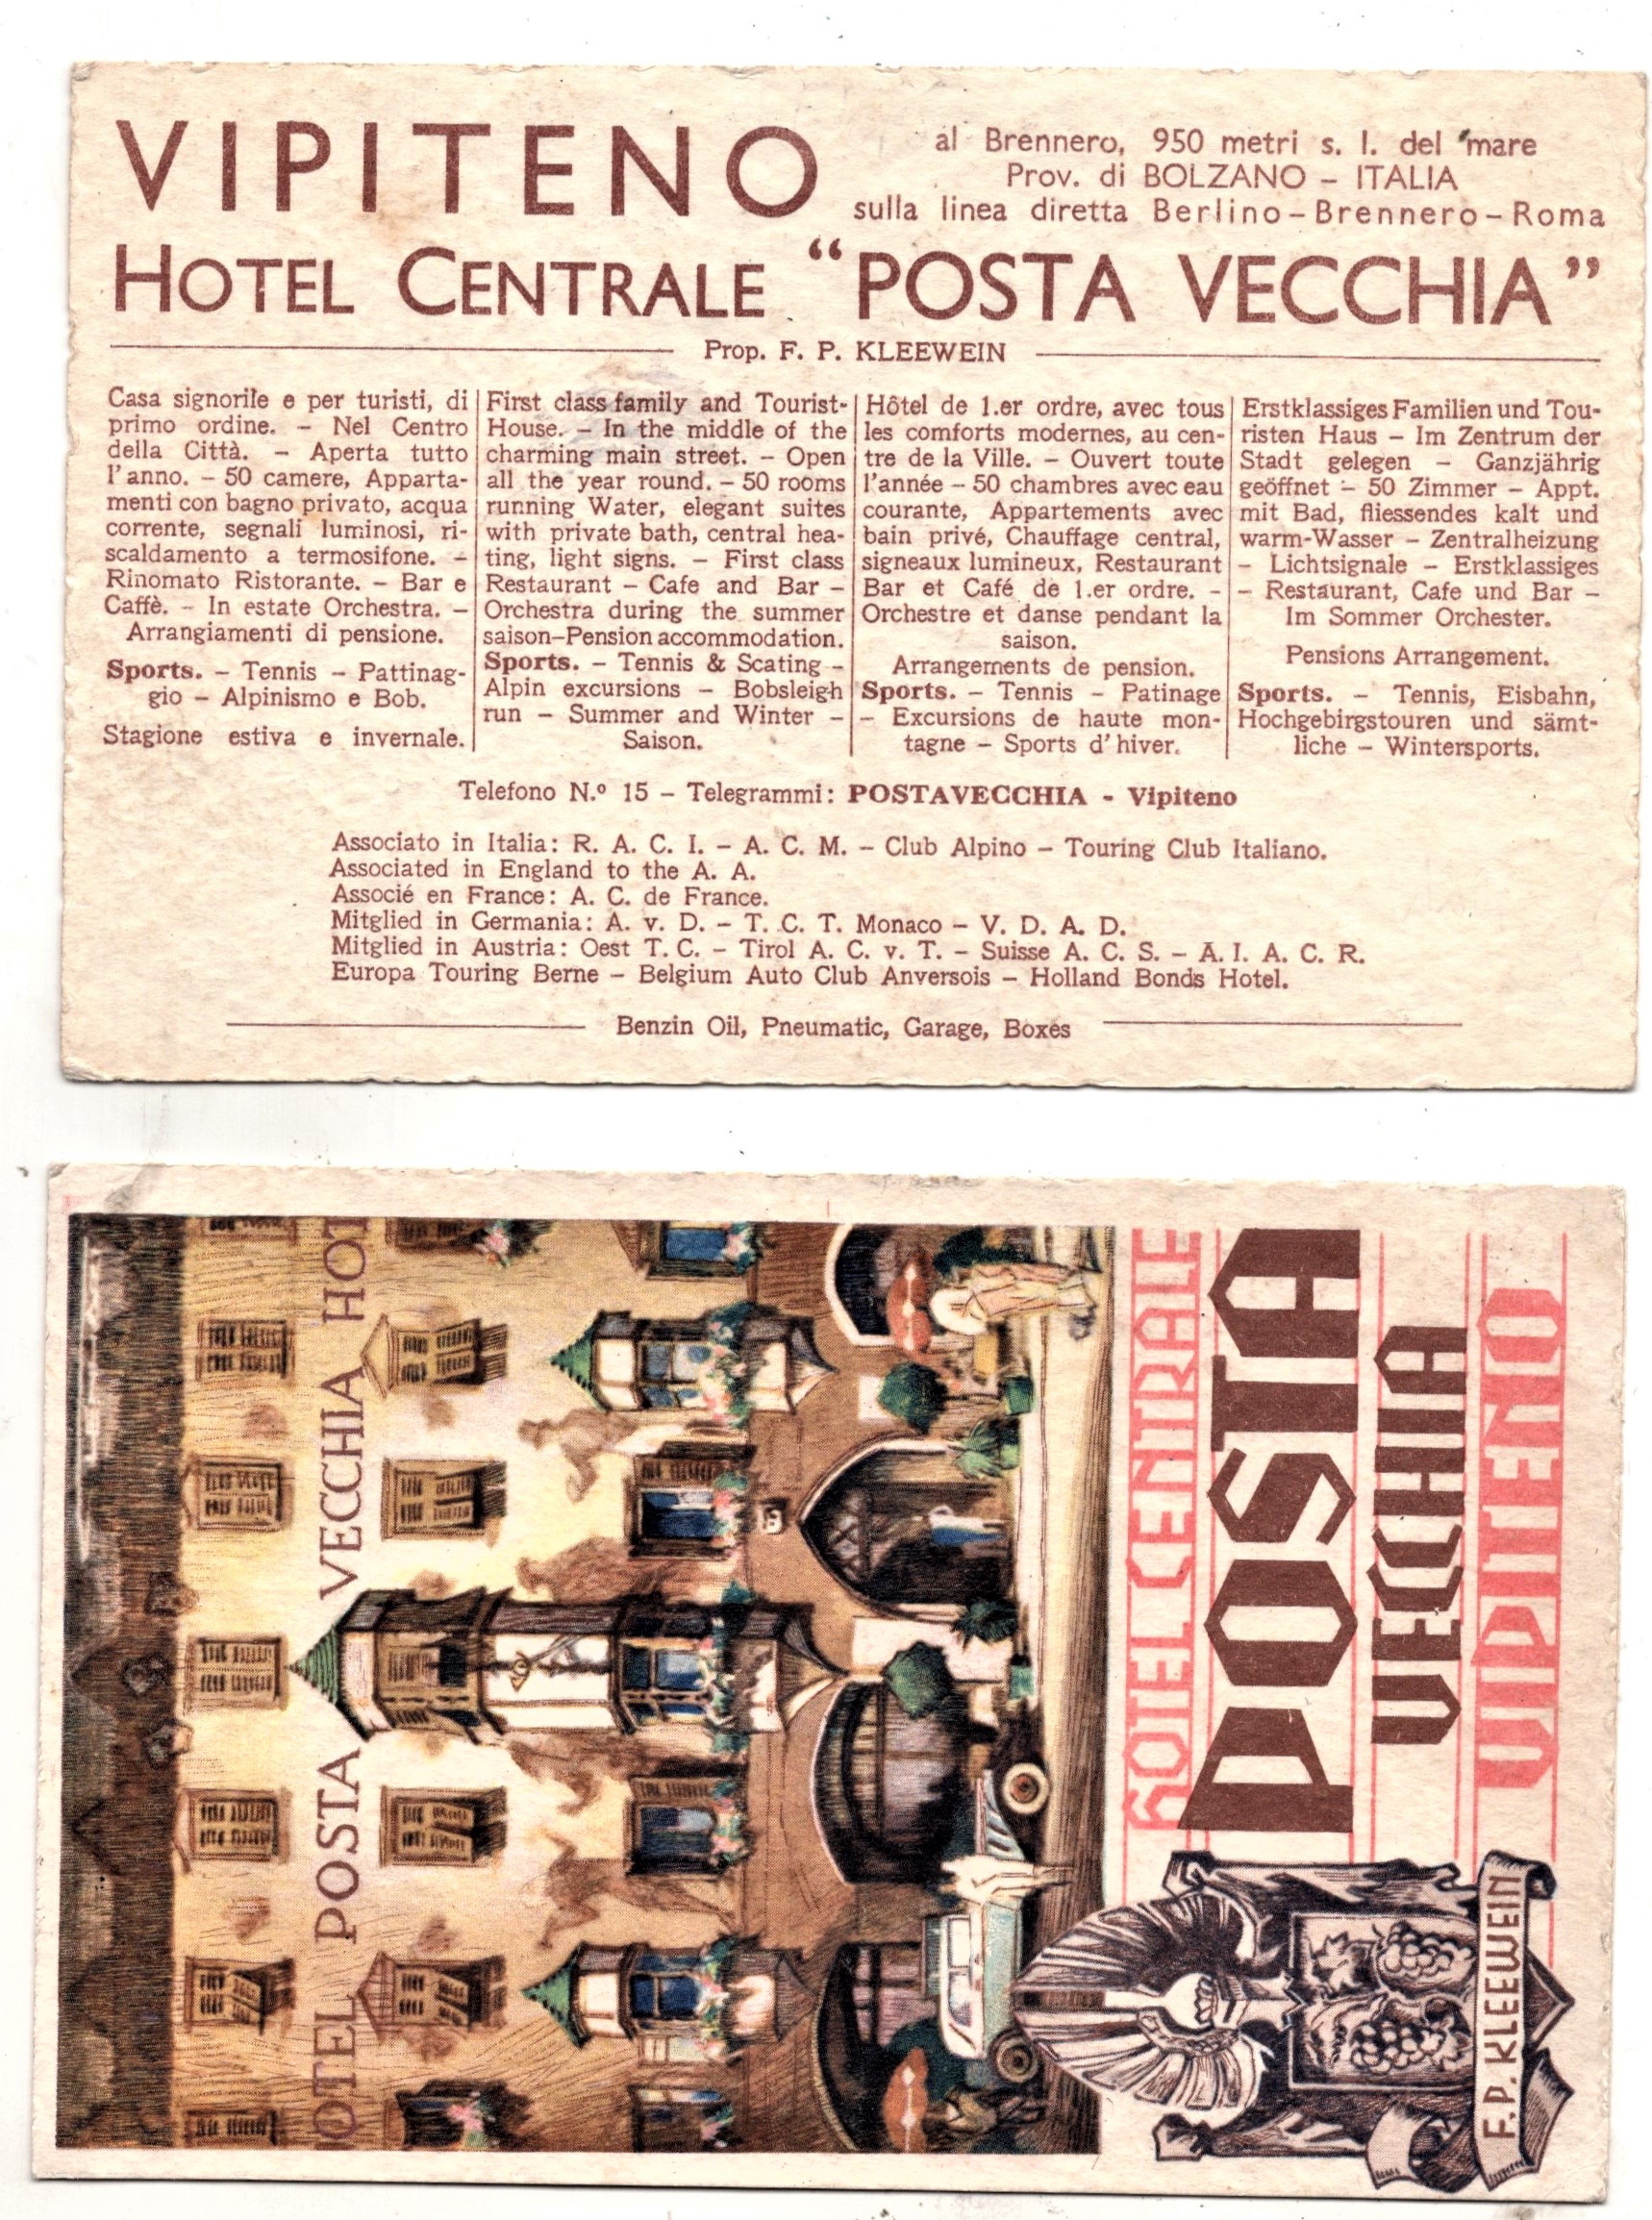 VIPITENO
al Brennero, 950 metri s. l. del mare
Prov. di BOLZANO – ITALIA
sulla linea diretta Berlino–Brennero–Roma
HOTEL CENTRALE “POSTA VECCHIA”
Prop. F. P. KLEEWEIN
Casa signorile e per turisti, di
primo ordine. – Nel Centro
della Città. – Aperta tutto
l'anno. – 50 camere, Apparta-
menti con bagno privato, acqua
corrente, segnali luminosi, ri-
scaldamento a termosifone. –
Rinomato Ristorante. – Bar e
Caffè. – In estate Orchestra. –
Arrangiamenti di pensione.
Sports. – Tennis – Pattinag-
gio – Alpinismo e Bob.
Stagione estiva e invernale.
First class family and Tourist-
House. – In the middle of the
charming main street. – Open
all the year round. – 50 rooms
running Water, elegant suites
with private bath, central hea-
ting, light signs. – First class
Restaurant – Cafe and Bar –
Orchestra during the summer
saison–Pension accommodation.
Sports. – Tennis & Scating –
Alpin excursions – Bobsleigh
run – Summer and Winter –
Saison.
Hôtel de 1.er ordre, avec tous
les comforts modernes, au cen-
tre de la Ville. – Ouvert toute
l'année – 50 chambres avec eau
courante, Appartements avec
bain privé, Chauffage central,
signeaux lumineux, Restaurant
Bar et Café de 1.er ordre. –
Orchestre et danse pendant la
saison.
Arrangements de pension.
Sports. – Tennis – Patinage
– Excursions de haute mon-
tagne – Sports d'hiver.
Erstklassiges Familien und Tou-
risten Haus – Im Zentrum der
Stadt gelegen – Ganzjährig
geöffnet – 50 Zimmer – Appt.
mit Bad, fliessendes kalt und
warm-Wasser – Zentralheizung
– Lichtsignale – Erstklassiges
– Restaurant, Cafe und Bar –
Im Sommer Orchester.
Pensions Arrangement.
Sports. – Tennis, Eisbahn,
Hochgebirgstouren und sämt-
liche – Wintersports.
Telefono N.º 15 – Telegrammi: POSTAVECCHIA - Vipiteno
Associato in Italia: R. A. C. I. – A. C. M. – Club Alpino – Touring Club Italiano.
Associated in England to the A. A.
Associé en France: A. C. de France.
Mitglied in Germania: A. v. D. – T. C. T. Monaco – V. D. A. D.
Mitglied in Austria: Oest T. C. – Tirol A. C. v. T. – Suisse A. C. S. – A. I. A. C. R.
Europa Touring Berne – Belgium Auto Club Anversois – Holland Bonds Hotel.
Benzin Oil, Pneumatic, Garage, Boxes
OTEL POSTA VECCHIA HOT
HOTEL CENTRALE
POSTA
VECCHIA
VIPITENO
F. P. KLEEWEIN